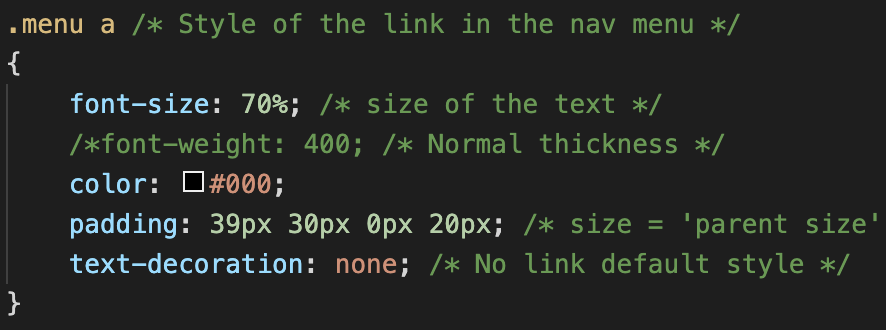 .menu a /* Style of the link in the nav menu */
{
font-size: 70%; /* size of the text */
/*font-weight: 400; /* Normal thickness */
color: #000;
padding: 39px 30px 0px 20px; /* size = 'parent size'
text-decoration: none; /* No link default style */
}